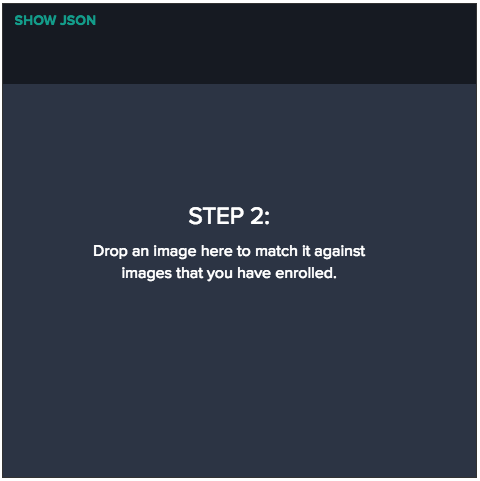 SHOW JSON
STEP 2:
Drop an image here to match it against
images that you have enrolled.